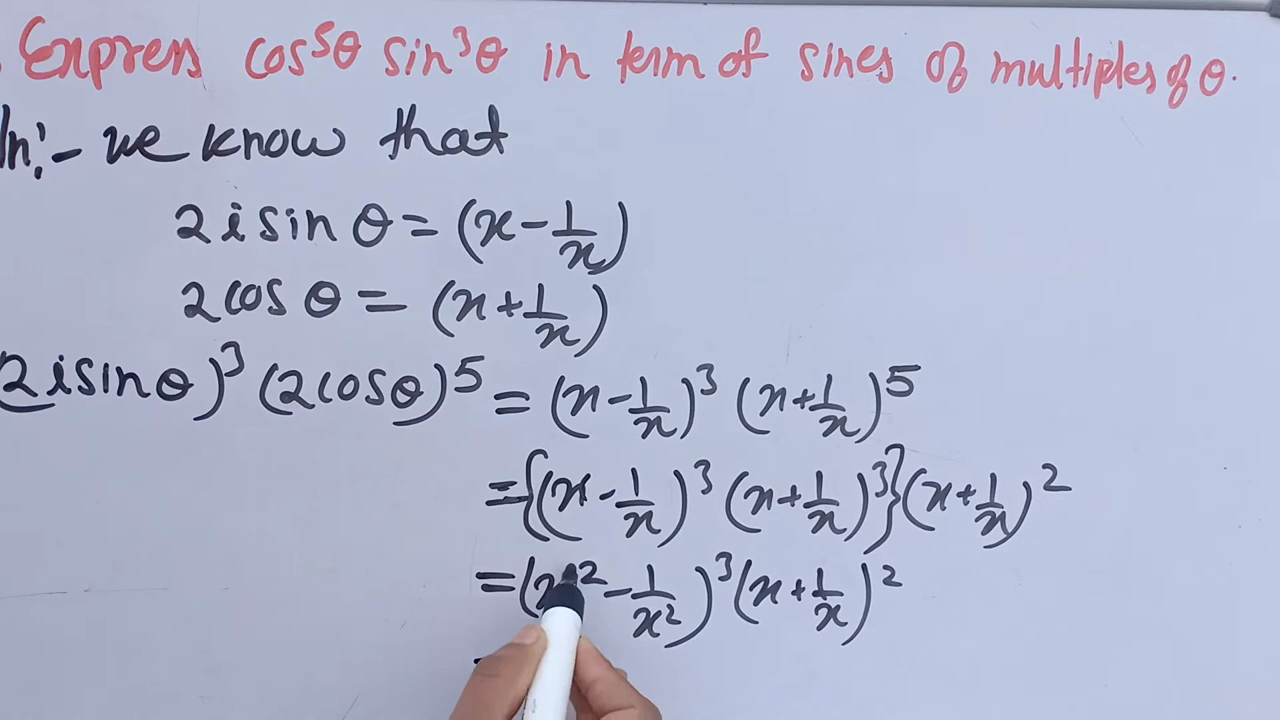 Express cos⁵θ sin³θ in term of sines of multiples of θ.
ln:- we know that
2i sin θ = (x - 1/x)
2cos θ = (x + 1/x)
2i sinθ)³ (2cosθ)⁵ = (x - 1/x)³ (x + 1/x)⁵
= {(x - 1/x)³ (x + 1/x)³} (x + 1/x)²
= (x² - 1/x²)³ (x + 1/x)²